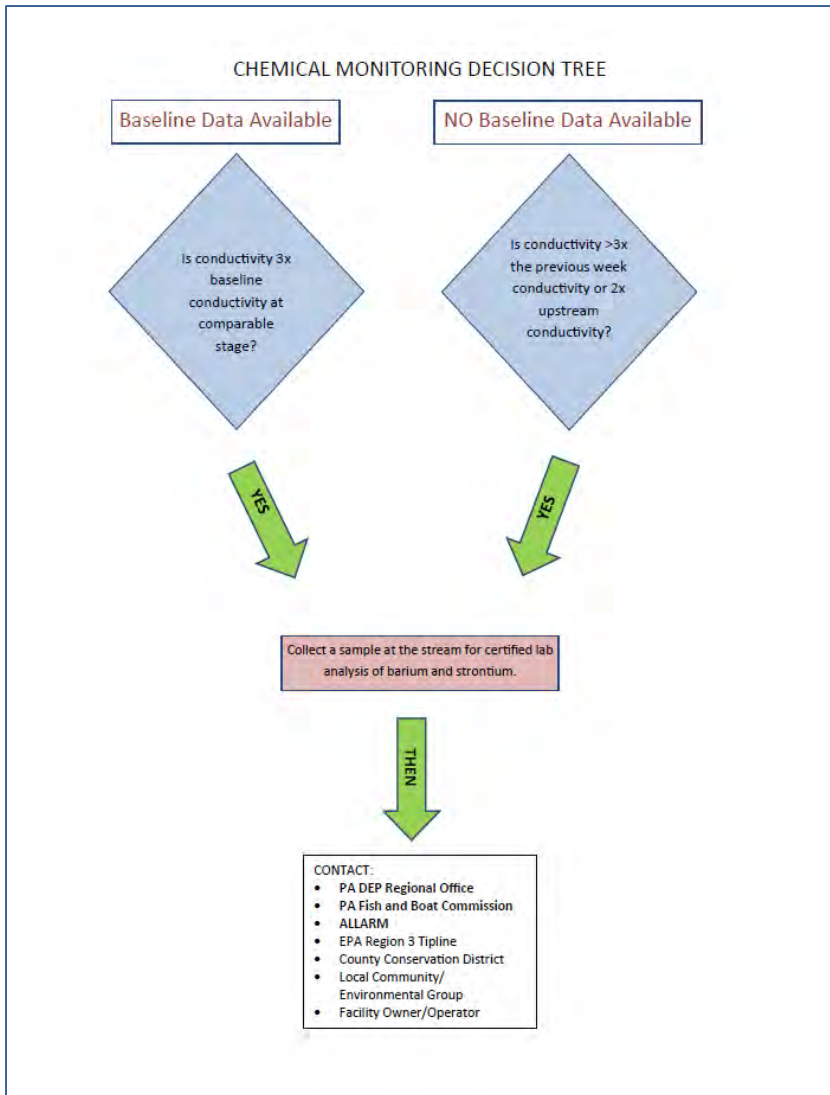 CHEMICAL MONITORING DECISION TREE
Baseline Data Available
NO Baseline Data Available
Is conductivity 3x
baseline
conductivity at
comparable
stage?
Is conductivity >3x
the previous week
conductivity or 2x
upstream
conductivity?
YES
YES
Collect a sample at the stream for certified lab
analysis of barium and strontium.
THEN
CONTACT:
• PA DEP Regional Office
• PA Fish and Boat Commission
• ALLARM
• EPA Region 3 Tipline
• County Conservation District
• Local Community/
Environmental Group
• Facility Owner/Operator